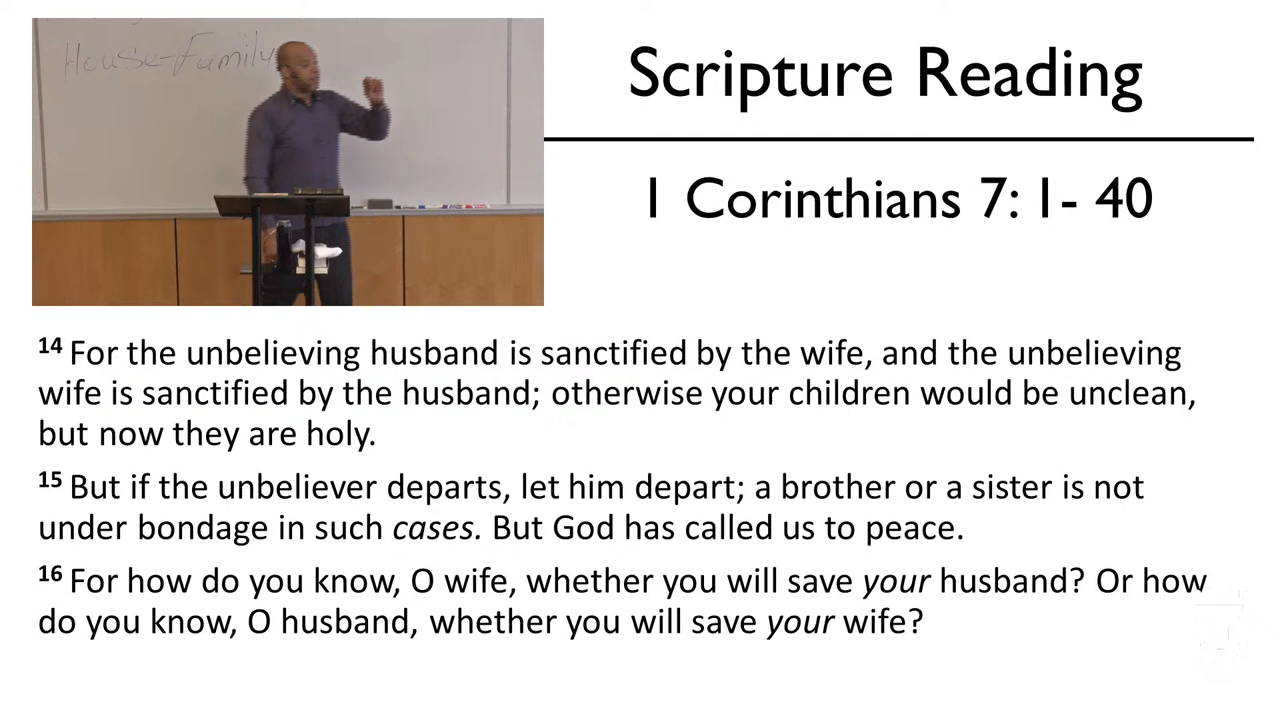 House-Family
Scripture Reading
1 Corinthians 7: 1- 40
14 For the unbelieving husband is sanctified by the wife, and the unbelieving
wife is sanctified by the husband; otherwise your children would be unclean,
but now they are holy.
15 But if the unbeliever departs, let him depart; a brother or a sister is not
under bondage in such cases. But God has called us to peace.
16 For how do you know, O wife, whether you will save your husband? Or how
do you know, O husband, whether you will save your wife?